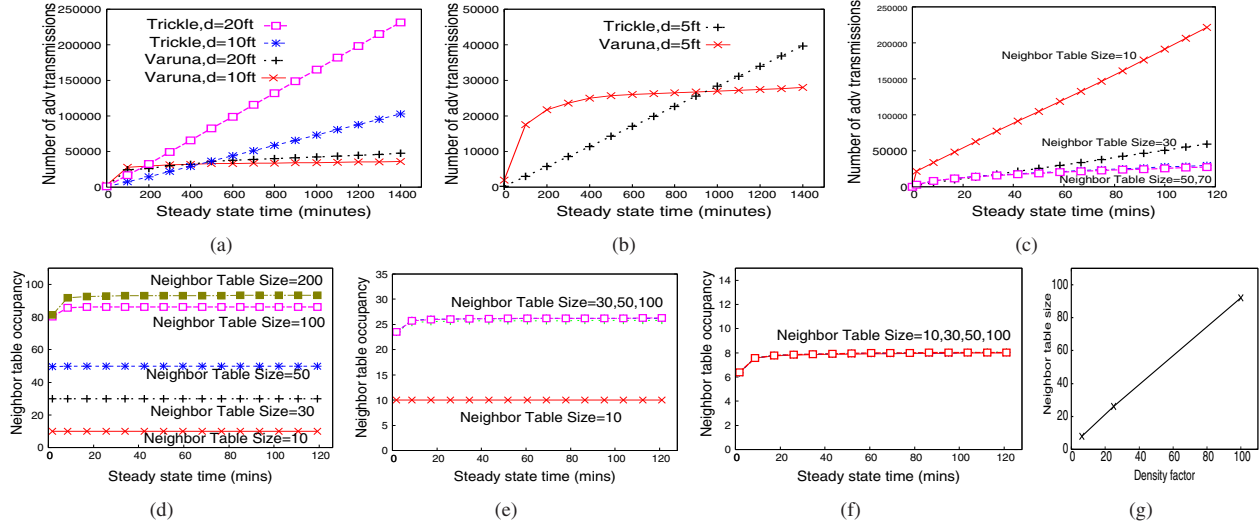 Number of adv transmissions
250000
200000
150000
100000
50000
0
Trickle,d=20ft
Trickle,d=10ft
Varuna,d=20ft
Varuna,d=10ft
0 200 400 600 800 1000 1200 1400
Steady state time (minutes)
(a)
Number of adv transmissions
50000
40000
30000
20000
10000
0
Trickle,d=5ft
Varuna,d=5ft
0 200 400 600 800 1000 1200 1400
Steady state time (minutes)
(b)
Number of adv transmissions
250000
200000
150000
100000
50000
0
Neighbor Table Size=10
Neighbor Table Size=30
Neighbor Table Size=50,70
0 20 40 60 80 100 120
Steady state time (mins)
(c)
Neighbor table occupancy
100
80
60
40
20
0
Neighbor Table Size=200
Neighbor Table Size=100
Neighbor Table Size=50
Neighbor Table Size=30
Neighbor Table Size=10
0 20 40 60 80 100 120
Steady state time (mins)
(d)
Neighbor table occupancy
35
30
25
20
15
10
5
0
Neighbor Table Size=30,50,100
Neighbor Table Size=10
0 20 40 60 80 100 120
Steady state time (mins)
(e)
Neighbor table occupancy
14
12
10
8
6
4
2
0
Neighbor Table Size=10,30,50,100
0 20 40 60 80 100 120
Steady state time (mins)
(f)
Neighbor table size
100
80
60
40
20
0
0 20 40 60 80 100
Density factor
(g)